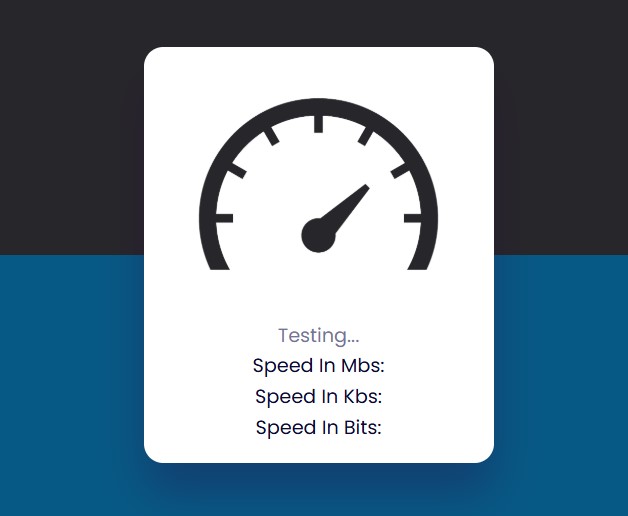 Testing...
Speed In Mbs:
Speed In Kbs:
Speed In Bits: